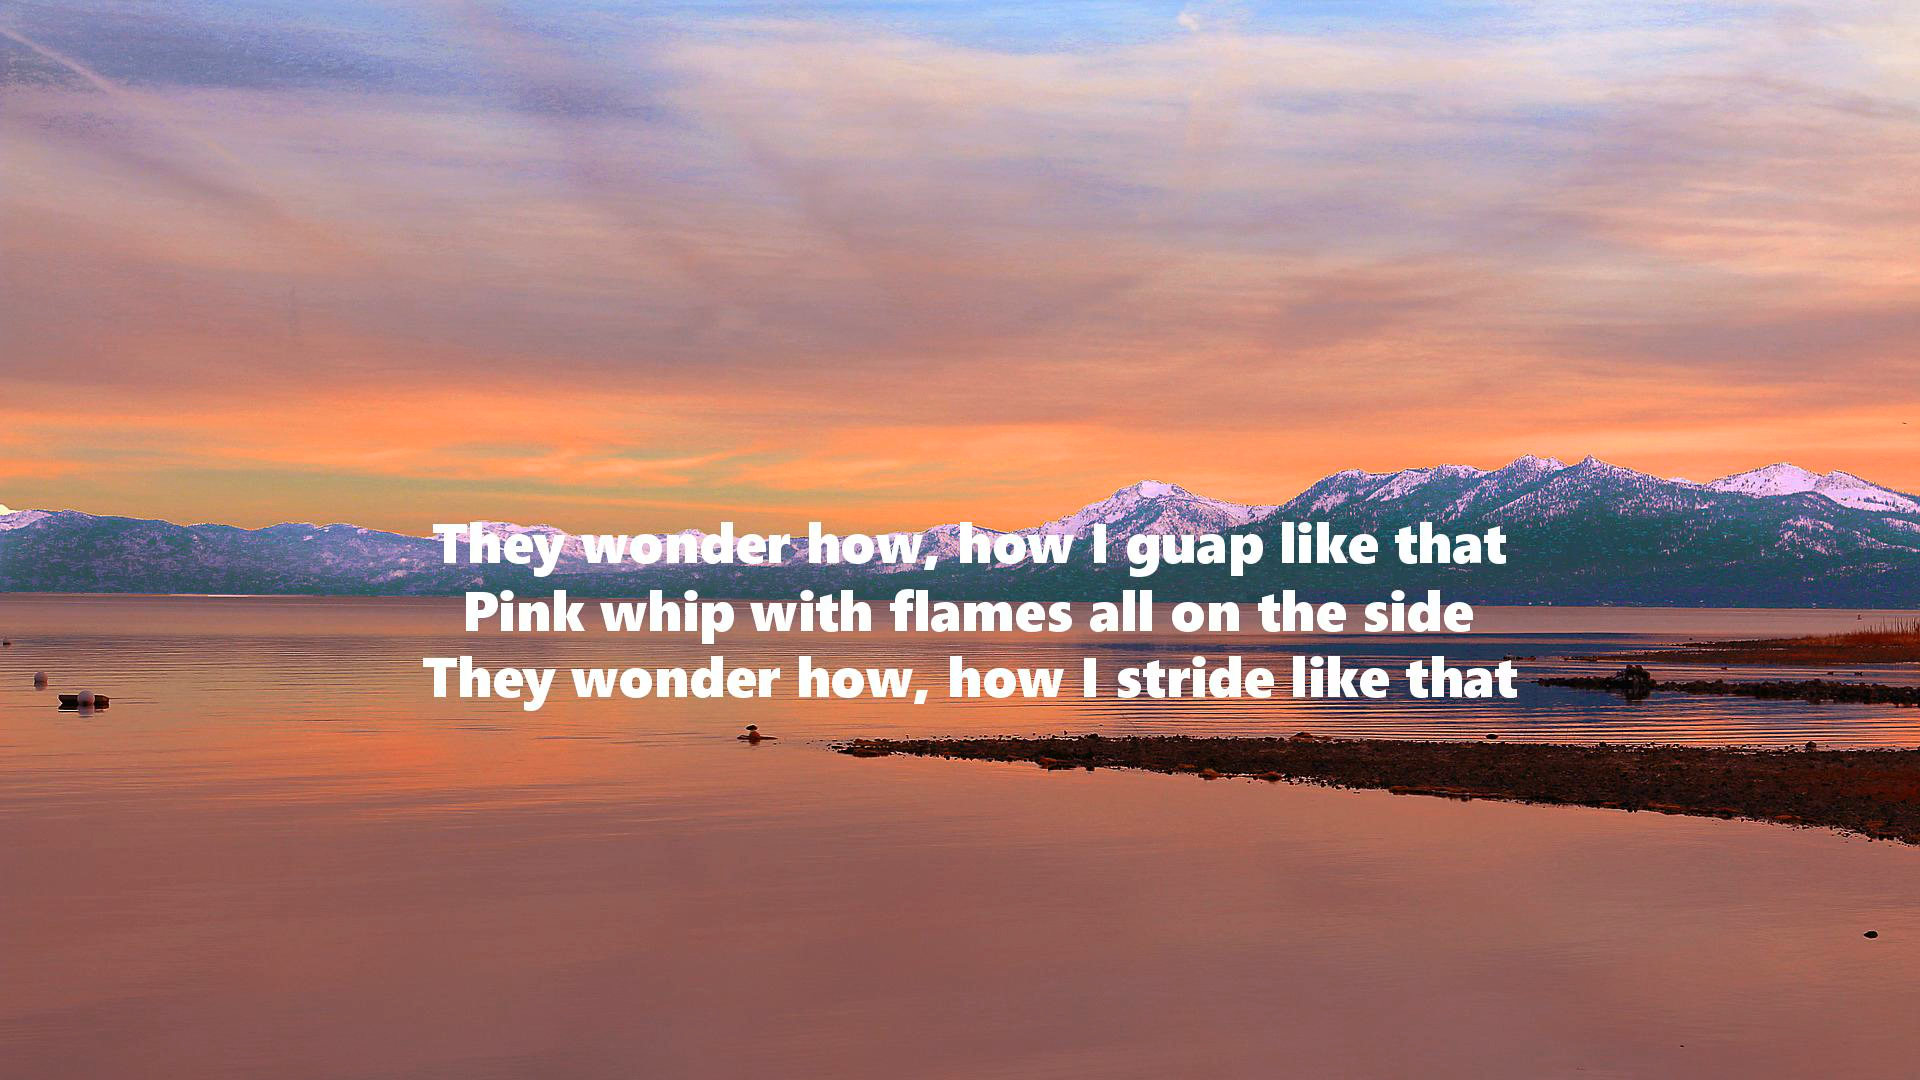 They wonder how, how I guap like that
Pink whip with flames all on the side
They wonder how, how I stride like that